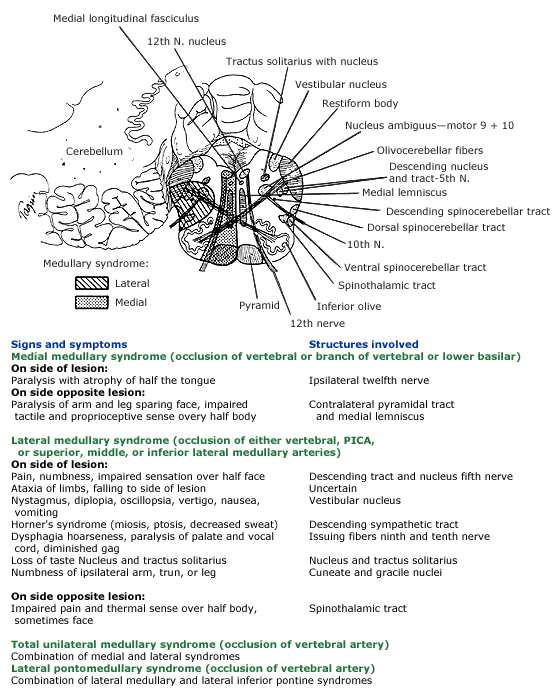 Medial longitudinal fasciculus
12th N. nucleus
Tractus solitarius with nucleus
Vestibular nucleus
Restiform body
Nucleus ambiguus—motor 9 + 10
Olivocerebellar fibers
Descending nucleus
and tract-5th N.
Medial lemniscus
Descending spinocerebellar tract
Dorsal spinocerebellar tract
10th N.
Ventral spinocerebellar tract
Spinothalamic tract
Inferior olive
12th nerve
Pyramid
Cerebellum
Medullary syndrome:
Lateral
Medial
Signs and symptoms Structures involved
Medial medullary syndrome (occlusion of vertebral or branch of vertebral or lower basilar)
On side of lesion:
Paralysis with atrophy of half the tongue Ipsilateral twelfth nerve
On side opposite lesion:
Paralysis of arm and leg sparing face, impaired Contralateral pyramidal tract
tactile and proprioceptive sense overy half body and medial lemniscus
Lateral medullary syndrome (occlusion of either vertebral, PICA,
or superior, middle, or inferior lateral medullary arteries)
On side of lesion:
Pain, numbness, impaired sensation over half face Descending tract and nucleus fifth nerve
Ataxia of limbs, falling to side of lesion Uncertain
Nystagmus, diplopia, oscillopsia, vertigo, nausea, Vestibular nucleus
vomiting
Horner's syndrome (miosis, ptosis, decreased sweat) Descending sympathetic tract
Dysphagia hoarseness, paralysis of palate and vocal Issuing fibers ninth and tenth nerve
cord, diminished gag
Loss of taste Nucleus and tractus solitarius Nucleus and tractus solitarius
Numbness of ipsilateral arm, trun, or leg Cuneate and gracile nuclei
On side opposite lesion:
Impaired pain and thermal sense over half body, Spinothalamic tract
sometimes face
Total unilateral medullary syndrome (occlusion of vertebral artery)
Combination of medial and lateral syndromes
Lateral pontomedullary syndrome (occlusion of vertebral artery)
Combination of lateral medullary and lateral inferior pontine syndromes